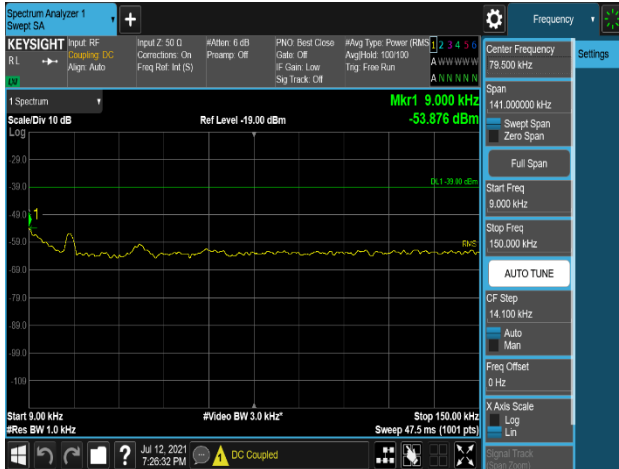 Spectrum Analyzer 1
Swept SA
+
Frequency
KEYSIGHT
R L
LV
Input: RF
Coupling: DC
Align: Auto
Input Z: 50 Ω
Corrections: On
Freq Ref: Int (S)
#Atten: 6 dB
Preamp: Off
PNO: Best Close
Gate: Off
IF Gain: Low
Sig Track: Off
#Avg Type: Power (RMS
Avg|Hold: 100/100
Trig: Free Run
1 2 3 4 5 6
A W W W W W
A N N N N N
1 Spectrum
Scale/Div 10 dB
Ref Level -19.00 dBm
Mkr1 9.000 kHz
-53.876 dBm
Log
-29.0
-39.0
-49.0
-59.0
-69.0
-79.0
-89.0
-99.0
-109
DL1 -39.00 dBm
1
RMS
Start 9.00 kHz
#Res BW 1.0 kHz
#Video BW 3.0 kHz*
Stop 150.00 kHz
Sweep 47.5 ms (1001 pts)
Center Frequency
79.500 kHz
Settings
Span
141.000000 kHz
Swept Span
Zero Span
Full Span
Start Freq
9.000 kHz
Stop Freq
150.000 kHz
AUTO TUNE
CF Step
14.100 kHz
Auto
Man
Freq Offset
0 Hz
X Axis Scale
Log
Lin
Signal Track
(Span Zoom)
?
Jul 12, 2021
7:26:32 PM
DC Coupled